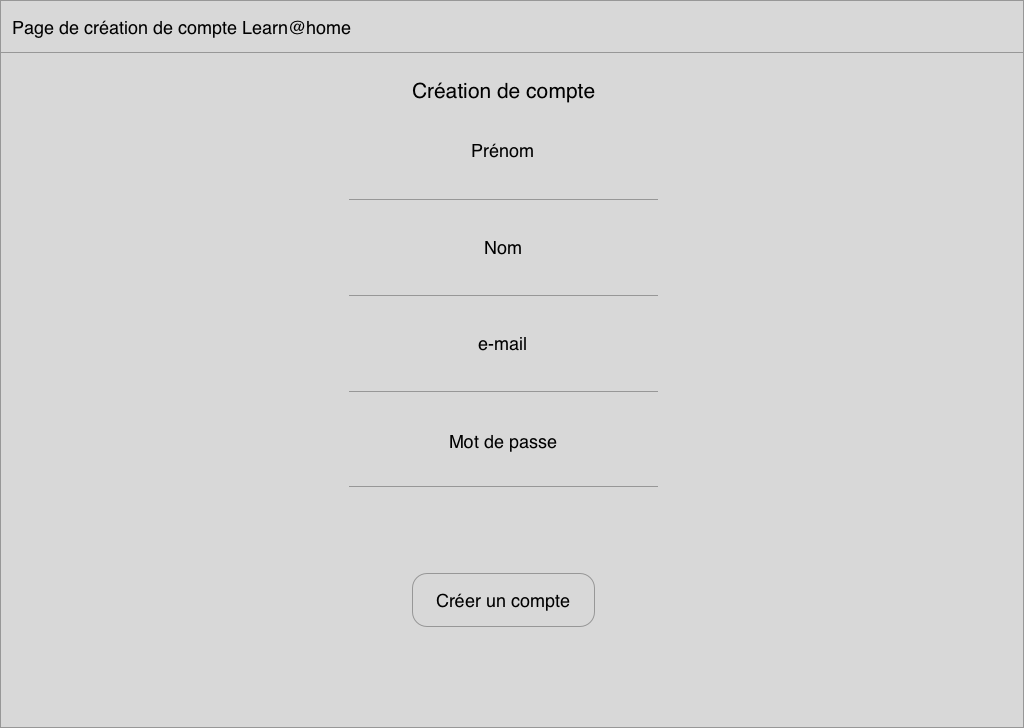 Page de création de compte Learn@home
Création de compte
Prénom
Nom
e-mail
Mot de passe
Créer un compte